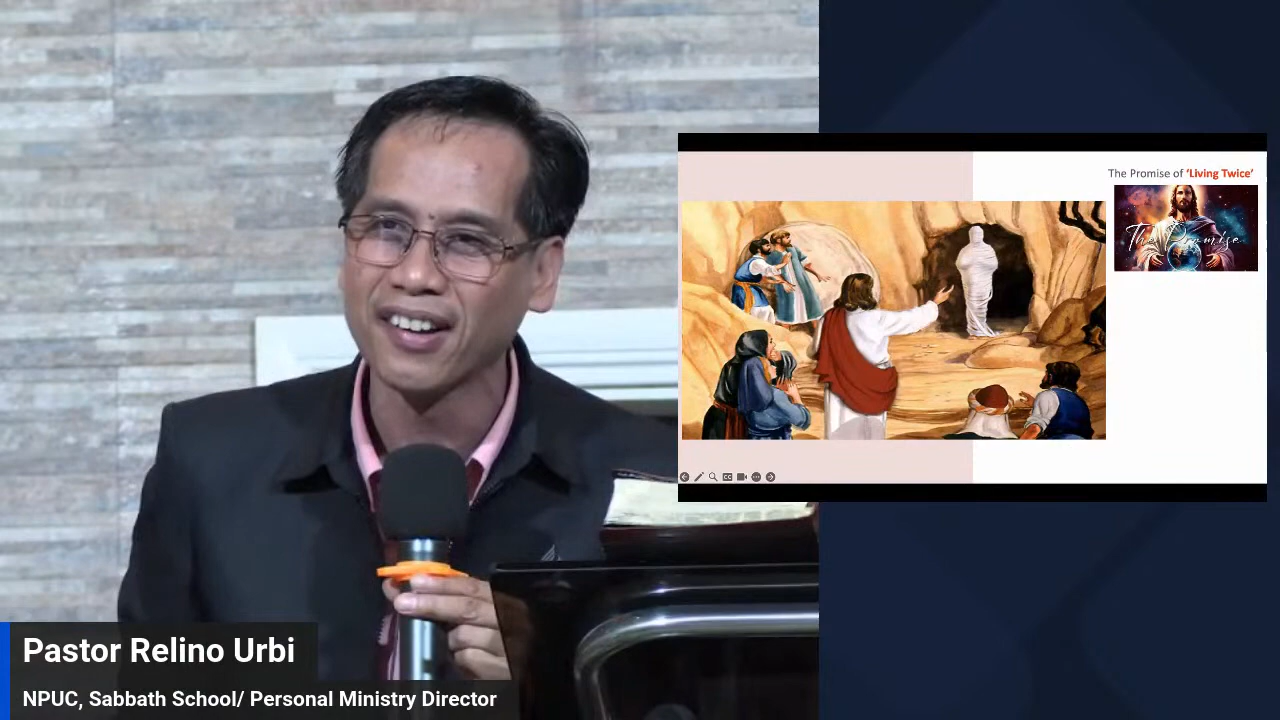 The Promise of ‘Living Twice’
The Promise
Pastor Relino Urbi
NPUC, Sabbath School/ Personal Ministry Director